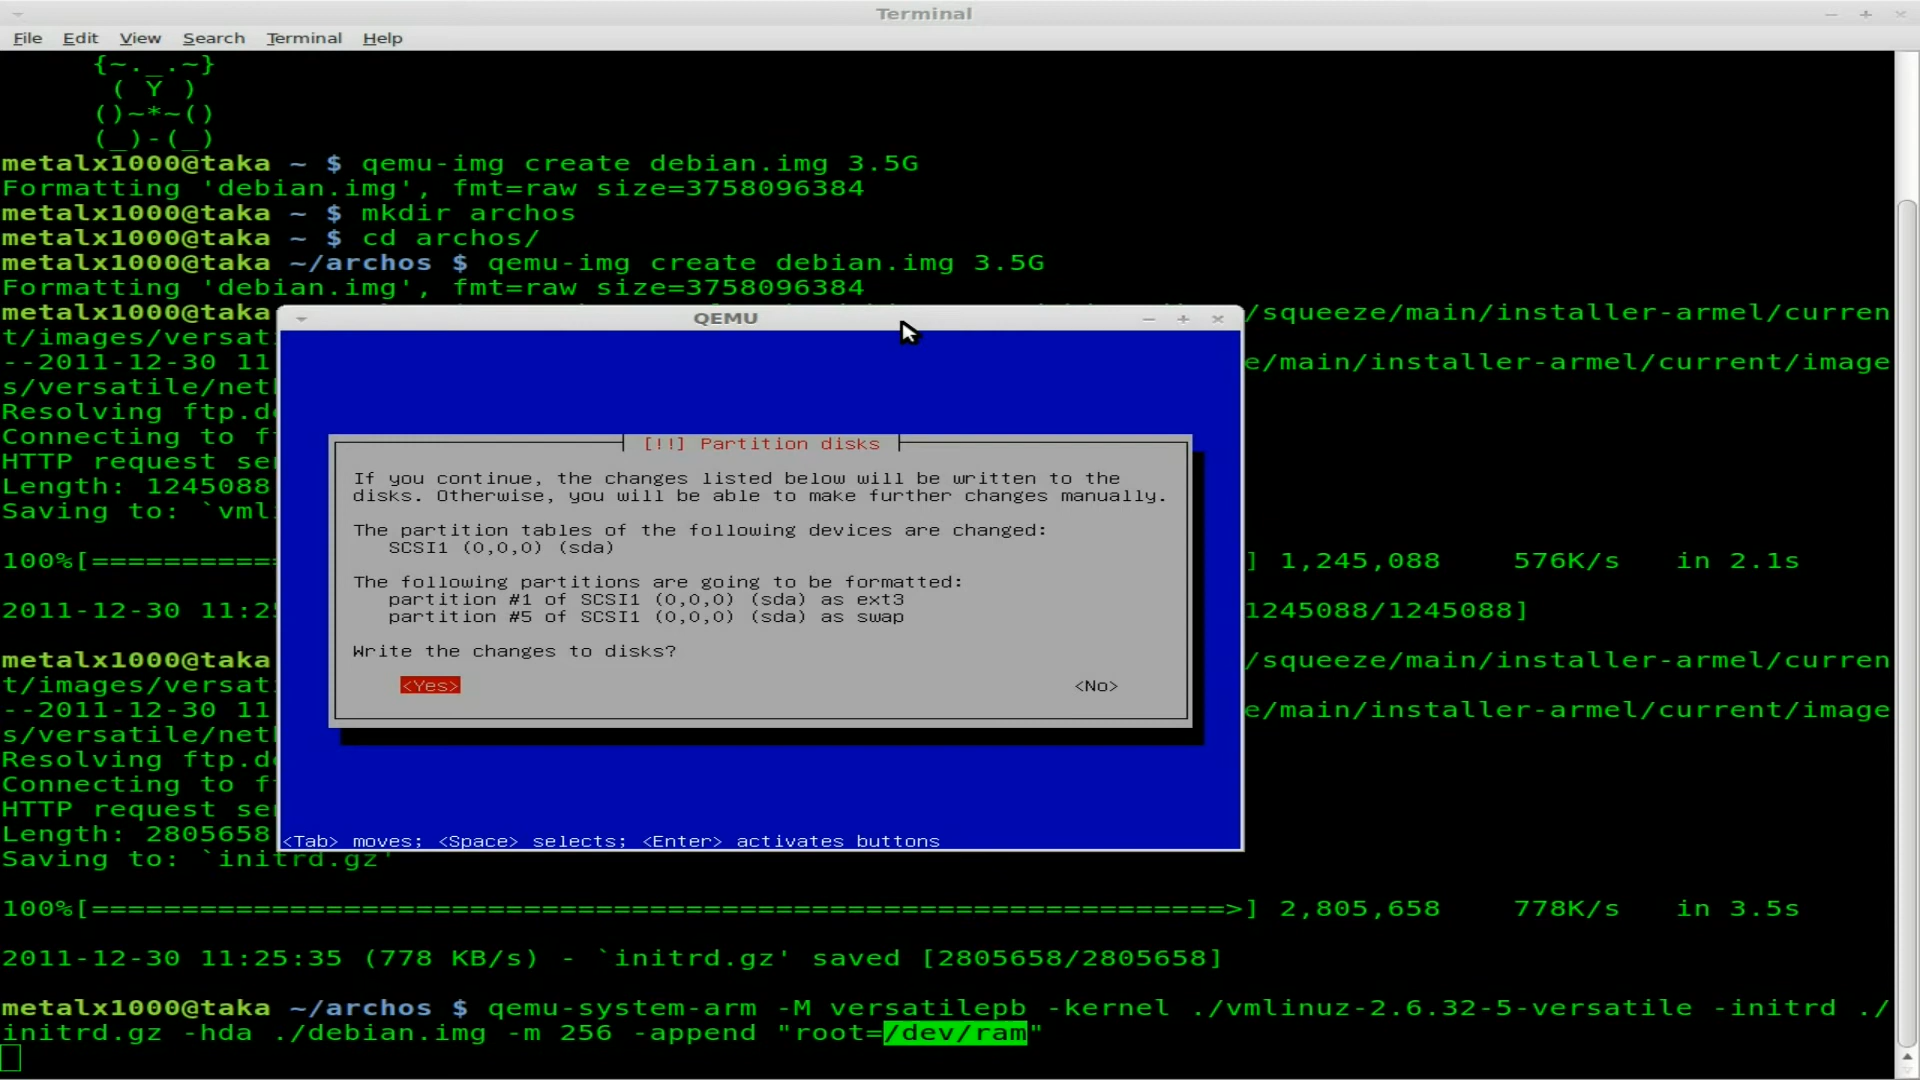 Terminal
File Edit View Search Terminal Help
{~._.~}
( Y )
()~*~()
(_)-(_)
metalx1000@taka ~ $ qemu-img create debian.img 3.5G
Formatting 'debian.img', fmt=raw size=3758096384
metalx1000@taka ~ $ mkdir archos
metalx1000@taka ~ $ cd archos/
metalx1000@taka ~/archos $ qemu-img create debian.img 3.5G
Formatting 'debian.img', fmt=raw size=3758096384
metalx1000@taka /squeeze/main/installer-armel/curren
t/images/versat
--2011-12-30 11 e/main/installer-armel/current/image
s/versatile/net
Resolving ftp.d
Connecting to f
HTTP request se
Length: 1245088
Saving to: `vml
100%[========== ] 1,245,088 576K/s in 2.1s
2011-12-30 11:2 1245088/1245088]
metalx1000@taka /squeeze/main/installer-armel/curren
t/images/versat
--2011-12-30 11 e/main/installer-armel/current/image
s/versatile/net
Resolving ftp.d
Connecting to f
HTTP request se
Length: 2805658
Saving to: `initrd.gz'
100%[===============================================================>] 2,805,658 778K/s in 3.5s
2011-12-30 11:25:35 (778 KB/s) - `initrd.gz' saved [2805658/2805658]
metalx1000@taka ~/archos $ qemu-system-arm -M versatilepb -kernel ./vmlinuz-2.6.32-5-versatile -initrd ./
initrd.gz -hda ./debian.img -m 256 -append "root=/dev/ram"
QEMU
[!!] Partition disks
If you continue, the changes listed below will be written to the
disks. Otherwise, you will be able to make further changes manually.
The partition tables of the following devices are changed:
SCSI1 (0,0,0) (sda)
The following partitions are going to be formatted:
partition #1 of SCSI1 (0,0,0) (sda) as ext3
partition #5 of SCSI1 (0,0,0) (sda) as swap
Write the changes to disks?
<Yes> <No>
<Tab> moves; <Space> selects; <Enter> activates buttons